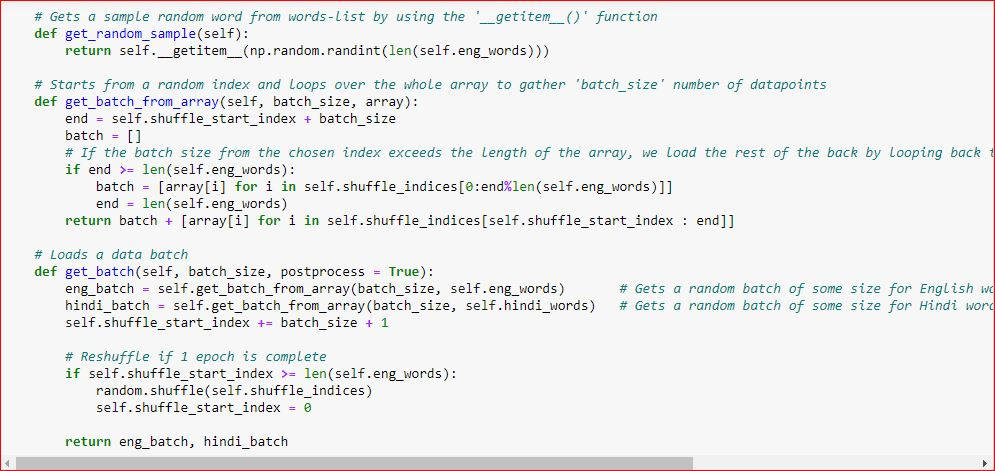 # Gets a sample random word from words-list by using the '__getitem__()' function
def get_random_sample(self):
    return self.__getitem__(np.random.randint(len(self.eng_words)))

# Starts from a random index and loops over the whole array to gather 'batch_size' number of datapoints
def get_batch_from_array(self, batch_size, array):
    end = self.shuffle_start_index + batch_size
    batch = []
    # If the batch size from the chosen index exceeds the length of the array, we load the rest of the back by looping back
    if end >= len(self.eng_words):
        batch = [array[i] for i in self.shuffle_indices[0:end%len(self.eng_words)]]
        end = len(self.eng_words)
    return batch + [array[i] for i in self.shuffle_indices[self.shuffle_start_index : end]]

# Loads a data batch
def get_batch(self, batch_size, postprocess = True):
    eng_batch = self.get_batch_from_array(batch_size, self.eng_words)       # Gets a random batch of some size for English
    hindi_batch = self.get_batch_from_array(batch_size, self.hindi_words)   # Gets a random batch of some size for Hindi
    self.shuffle_start_index += batch_size + 1

    # Reshuffle if 1 epoch is complete
    if self.shuffle_start_index >= len(self.eng_words):
        random.shuffle(self.shuffle_indices)
        self.shuffle_start_index = 0

    return eng_batch, hindi_batch